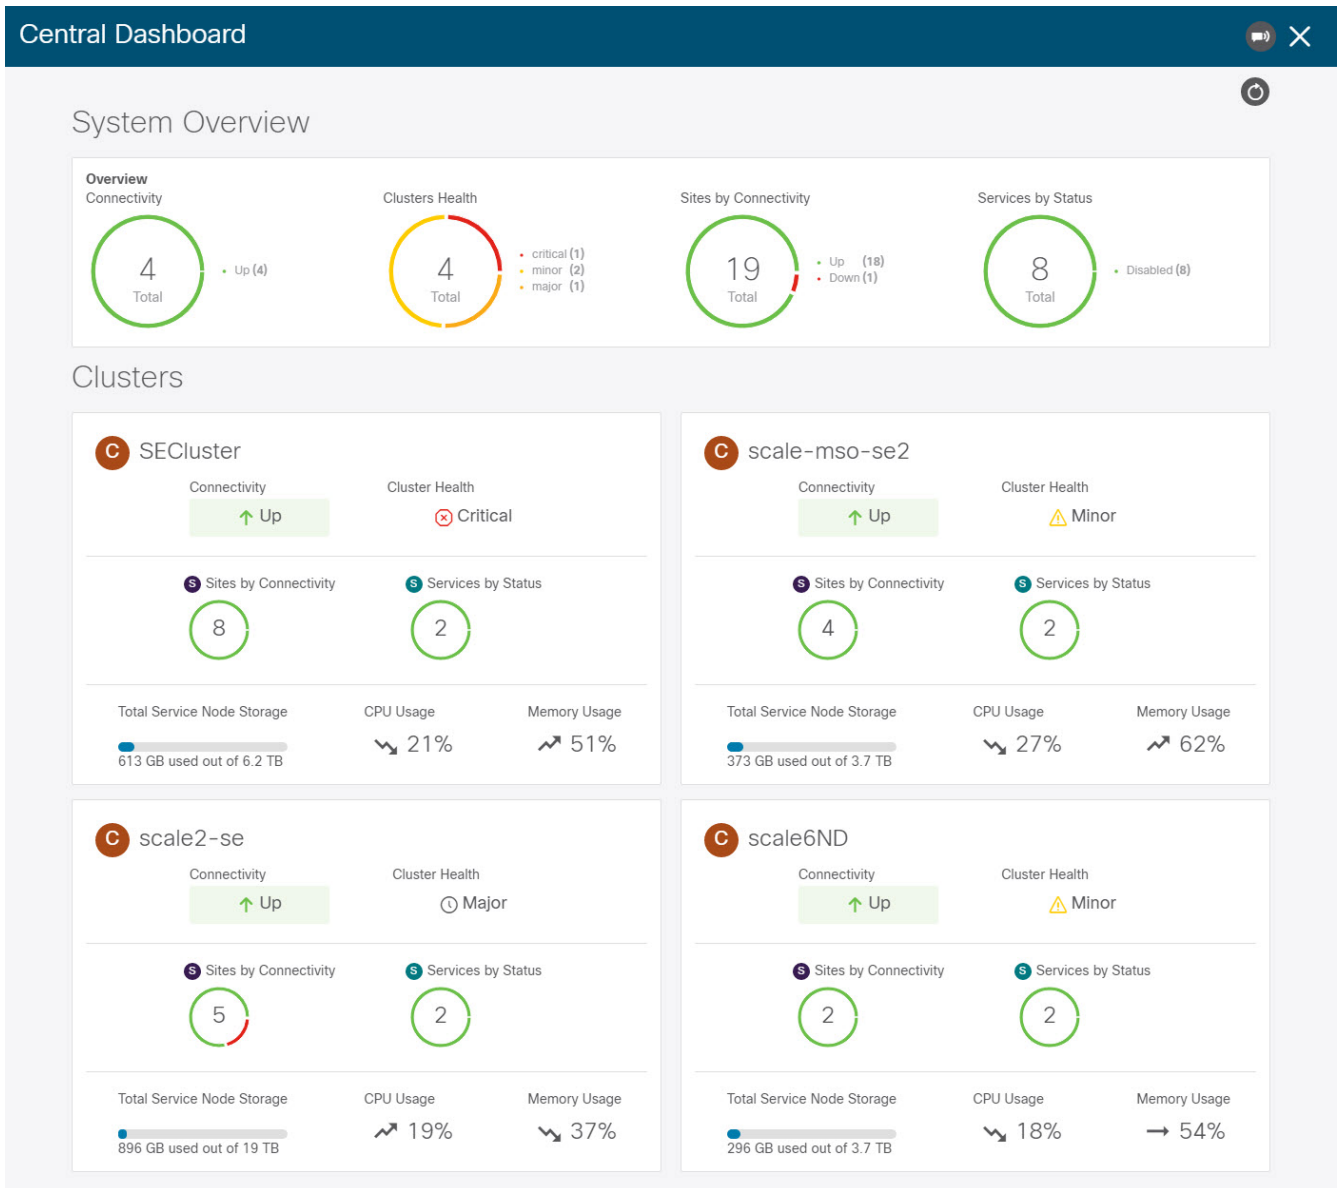 Central Dashboard
System Overview
Overview
Connectivity
4
Total
Up (4)
Clusters Health
4
Total
critical (1)
minor (2)
major (1)
Sites by Connectivity
19
Total
Up (18)
Down (1)
Services by Status
8
Total
Disabled (8)
Clusters
C SECluster
Connectivity
Up
Cluster Health
Critical
S Sites by Connectivity
8
S Services by Status
2
Total Service Node Storage
613 GB used out of 6.2 TB
CPU Usage
21%
Memory Usage
51%
C scale-mso-se2
Connectivity
Up
Cluster Health
Minor
S Sites by Connectivity
4
S Services by Status
2
Total Service Node Storage
373 GB used out of 3.7 TB
CPU Usage
27%
Memory Usage
62%
C scale2-se
Connectivity
Up
Cluster Health
Major
S Sites by Connectivity
5
S Services by Status
2
Total Service Node Storage
896 GB used out of 19 TB
CPU Usage
19%
Memory Usage
37%
C scale6ND
Connectivity
Up
Cluster Health
Minor
S Sites by Connectivity
2
S Services by Status
2
Total Service Node Storage
296 GB used out of 3.7 TB
CPU Usage
18%
Memory Usage
54%